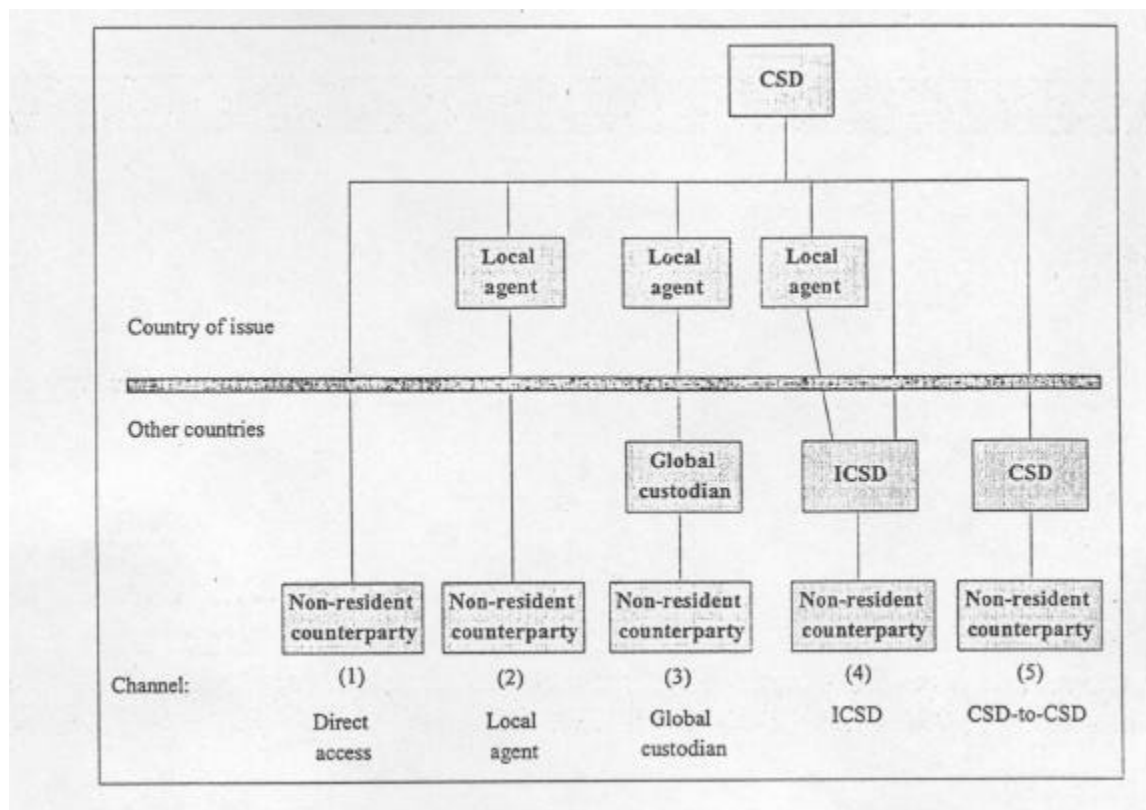 CSD
Local
agent
Local
agent
Local
agent
Country of issue
Other countries
Global
custodian
ICSD
CSD
Non-resident
counterparty
Non-resident
counterparty
Non-resident
counterparty
Non-resident
counterparty
Non-resident
counterparty
Channel:
(1)
(2)
(3)
(4)
(5)
Direct
access
Local
agent
Global
custodian
ICSD
CSD-to-CSD